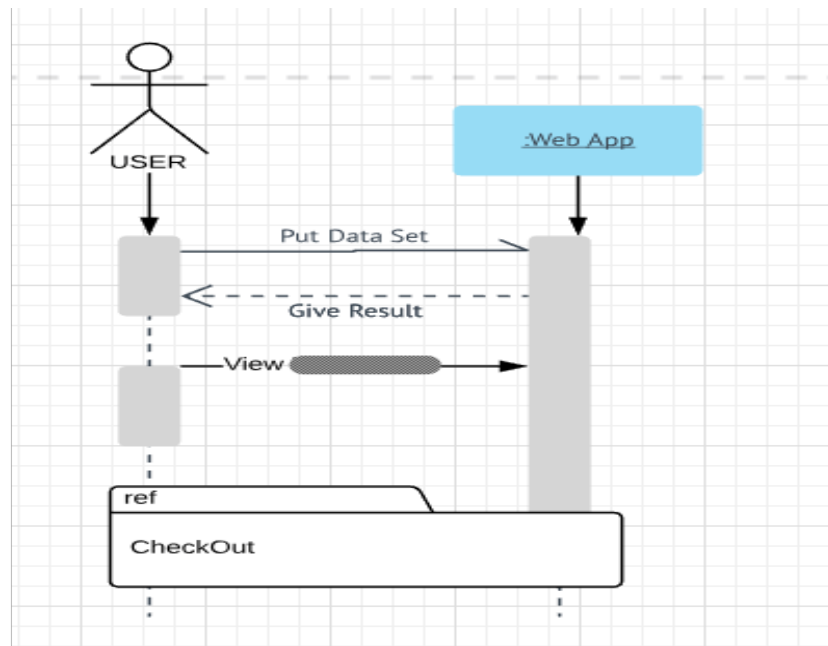 USER
:Web App
Put Data Set
Give Result
View
ref
CheckOut